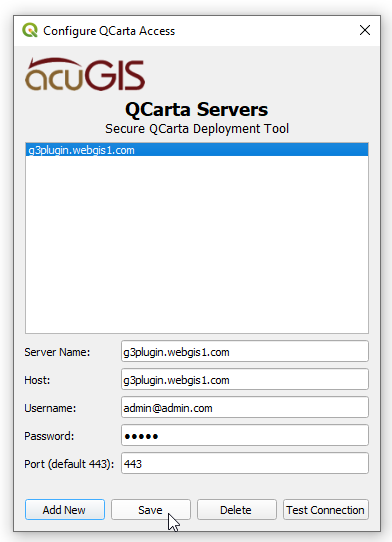 Configure QCarta Access
acuGIS
QCarta Servers
Secure QCarta Deployment Tool
g3plugin.webgis1.com
Server Name: g3plugin.webgis1.com
Host: g3plugin.webgis1.com
Username: admin@admin.com
Password: ●●●●●
Port (default 443): 443
Add New Save Delete Test Connection